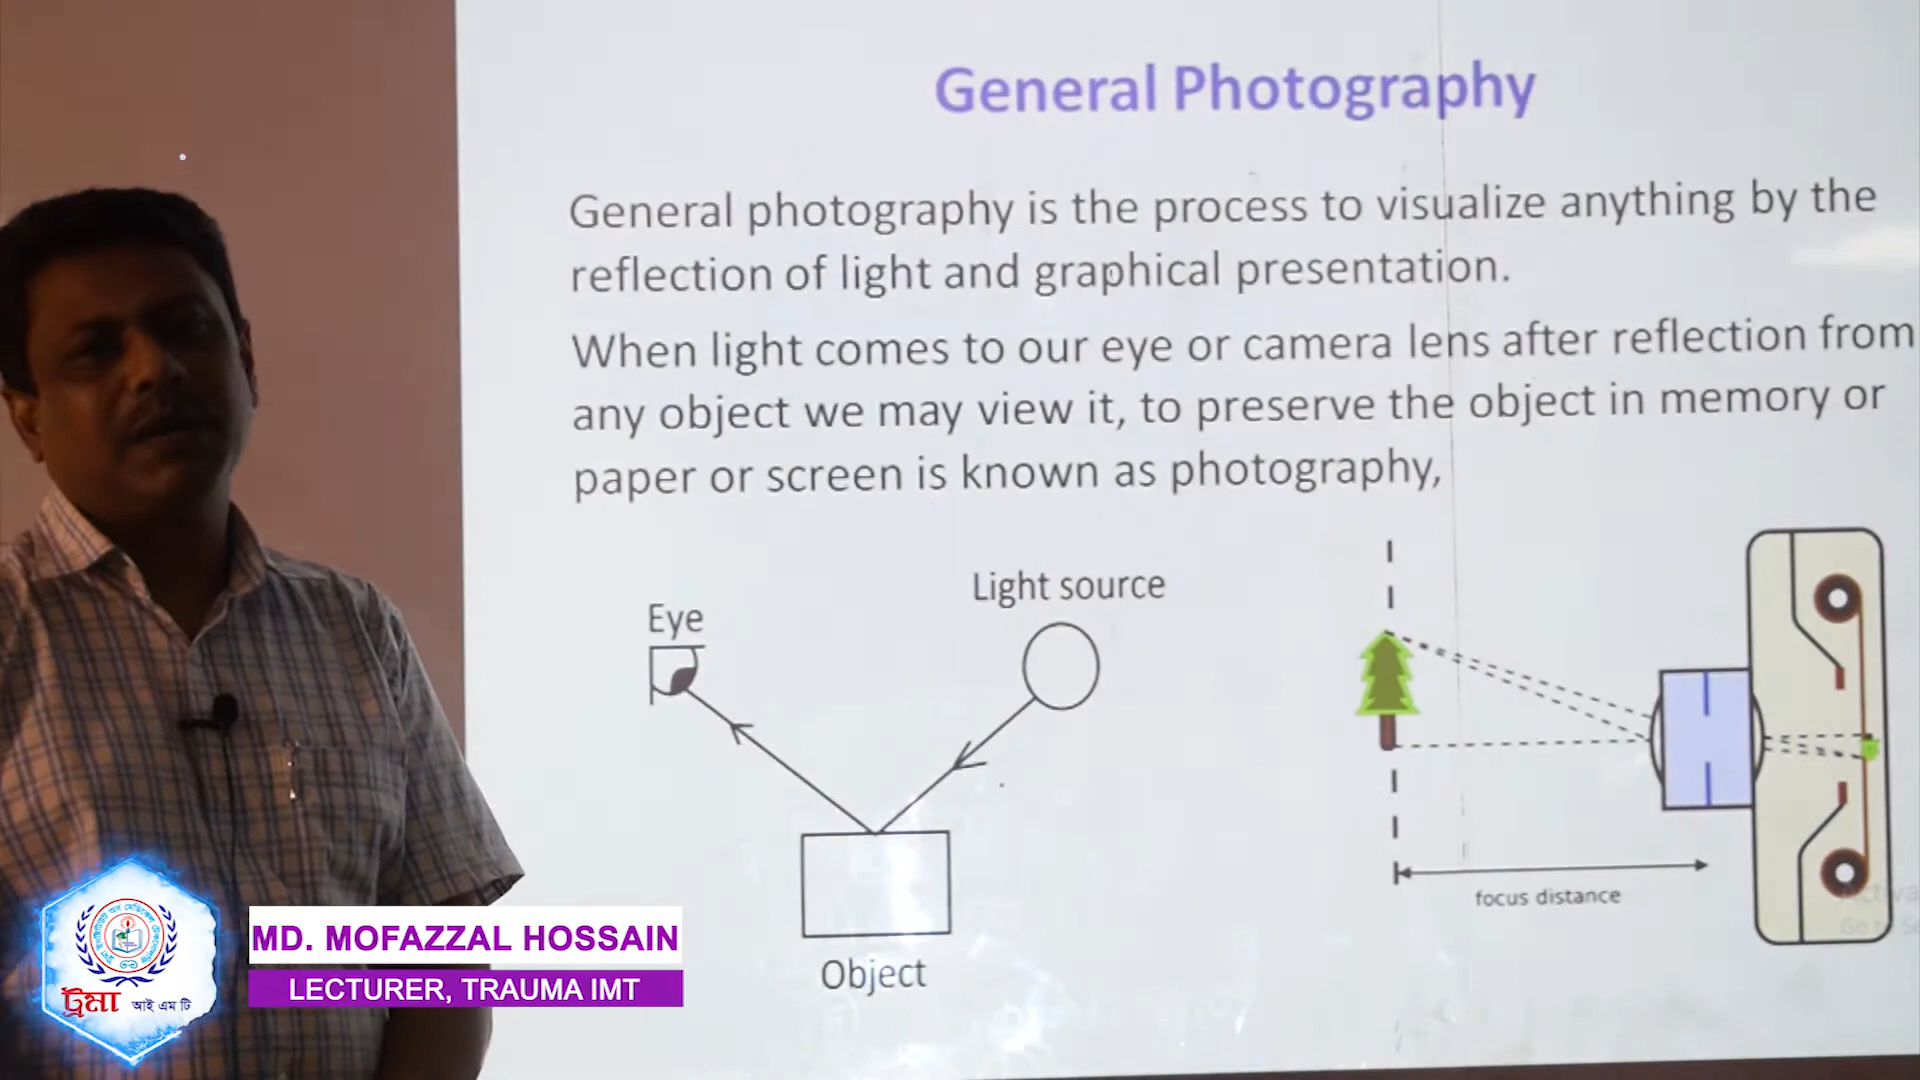 General Photography
General photography is the process to visualize anything by the
reflection of light and graphical presentation.
When light comes to our eye or camera lens after reflection from
any object we may view it, to preserve the object in memory or
paper or screen is known as photography,
Eye
Light source
Object
focus distance
MD. MOFAZZAL HOSSAIN
LECTURER, TRAUMA IMT
ট্রমা আই এম টি